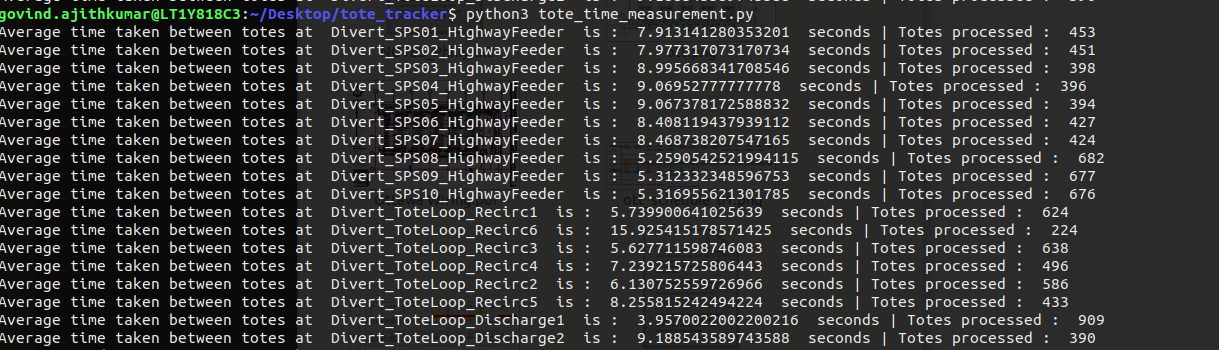 govind.ajithkumar@LT1Y818C3:~/Desktop/tote_tracker$ python3 tote_time_measurement.py
Average time taken between totes at  Divert_SPS01_HighwayFeeder  is :  7.913141280353201  seconds | Totes processed :  453
Average time taken between totes at  Divert_SPS02_HighwayFeeder  is :  7.977317073170734  seconds | Totes processed :  451
Average time taken between totes at  Divert_SPS03_HighwayFeeder  is :  8.995668341708546  seconds | Totes processed :  398
Average time taken between totes at  Divert_SPS04_HighwayFeeder  is :  9.06952777777778  seconds | Totes processed :  396
Average time taken between totes at  Divert_SPS05_HighwayFeeder  is :  9.067378172588832  seconds | Totes processed :  394
Average time taken between totes at  Divert_SPS06_HighwayFeeder  is :  8.408119437939112  seconds | Totes processed :  427
Average time taken between totes at  Divert_SPS07_HighwayFeeder  is :  8.468738207547165  seconds | Totes processed :  424
Average time taken between totes at  Divert_SPS08_HighwayFeeder  is :  5.2590542521994115  seconds | Totes processed :  682
Average time taken between totes at  Divert_SPS09_HighwayFeeder  is :  5.312332348596753  seconds | Totes processed :  677
Average time taken between totes at  Divert_SPS10_HighwayFeeder  is :  5.316955621301785  seconds | Totes processed :  676
Average time taken between totes at  Divert_ToteLoop_Recirc1  is :  5.739900641025639  seconds | Totes processed :  624
Average time taken between totes at  Divert_ToteLoop_Recirc6  is :  15.925415178571425  seconds | Totes processed :  224
Average time taken between totes at  Divert_ToteLoop_Recirc3  is :  5.627711598746083  seconds | Totes processed :  638
Average time taken between totes at  Divert_ToteLoop_Recirc4  is :  7.239215725806443  seconds | Totes processed :  496
Average time taken between totes at  Divert_ToteLoop_Recirc2  is :  6.130752559726966  seconds | Totes processed :  586
Average time taken between totes at  Divert_ToteLoop_Recirc5  is :  8.255815242494224  seconds | Totes processed :  433
Average time taken between totes at  Divert_ToteLoop_Discharge1  is :  3.9570022002200216  seconds | Totes processed :  909
Average time taken between totes at  Divert_ToteLoop_Discharge2  is :  9.188543589743588  seconds | Totes processed :  390